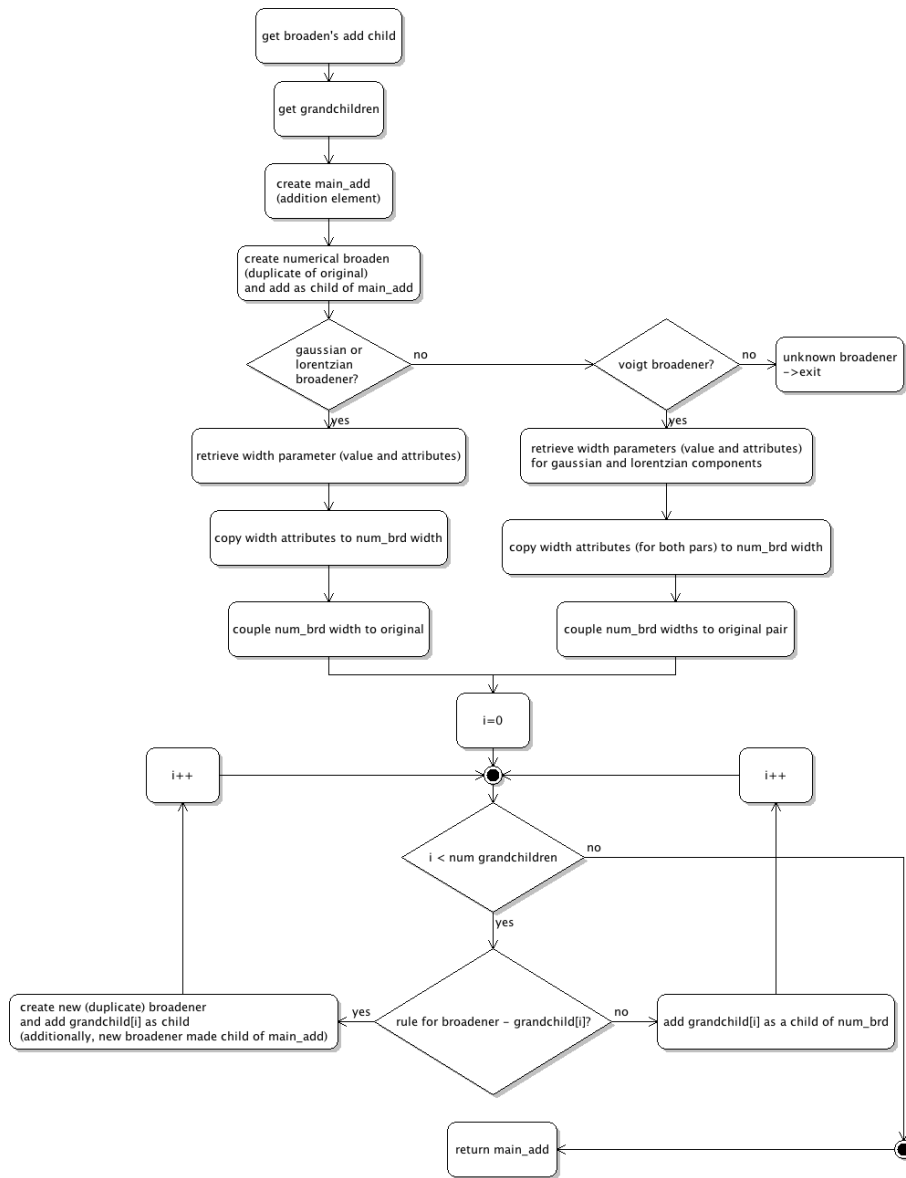 get broaden's add child
get grandchildren
create main_add
(addition element)
create numerical broaden
(duplicate of original)
and add as child of main_add
gaussian or
lorentzian
broadener?
no
voigt broadener?
no
unknown broadener
->exit
yes
yes
retrieve width parameter (value and attributes)
retrieve width parameters (value and attributes)
for gaussian and lorentzian components
copy width attributes to num_brd width
copy width attributes (for both pars) to num_brd width
couple num_brd width to original
couple num_brd widths to original pair
i=0
i++
i++
i < num grandchildren
no
yes
create new (duplicate) broadener
and add grandchild[i] as child
(additionally, new broadener made child of main_add)
yes
rule for broadener - grandchild[i]?
no
add grandchild[i] as a child of num_brd
return main_add